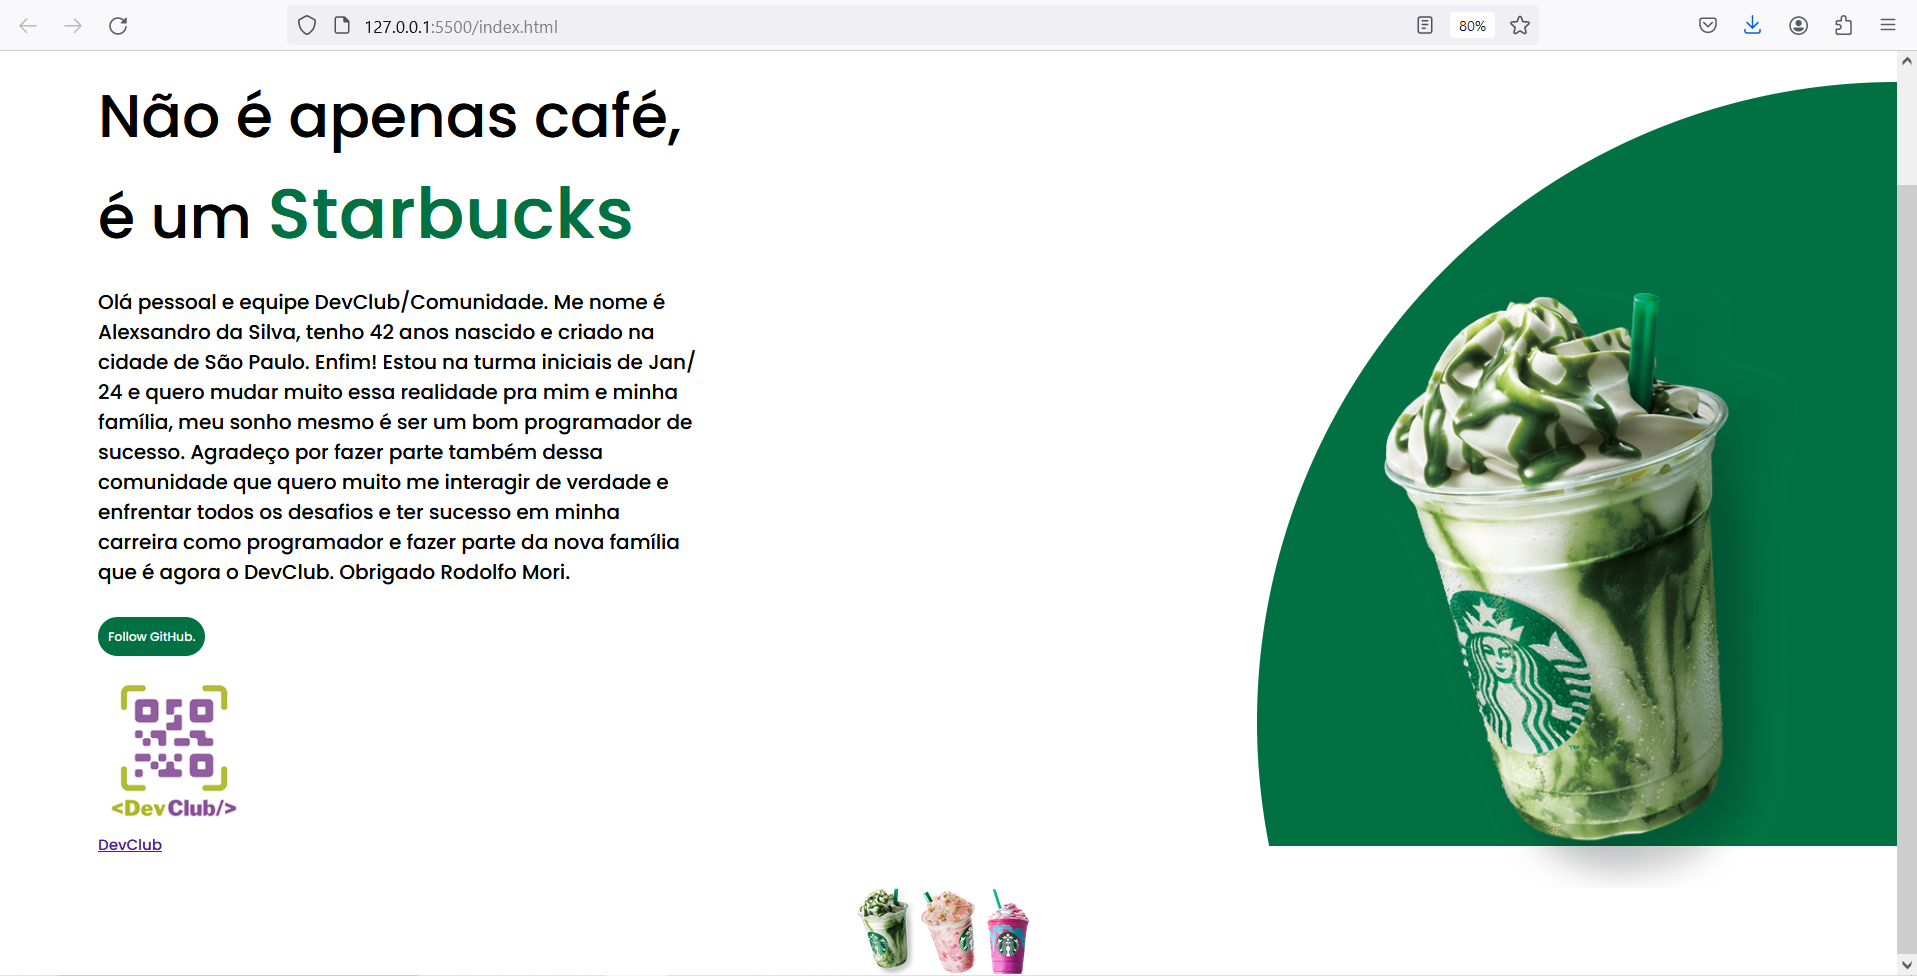 127.0.0.1:5500/index.html
80%
Não é apenas café,
é um Starbucks
Olá pessoal e equipe DevClub/Comunidade. Me nome é
Alexsandro da Silva, tenho 42 anos nascido e criado na
cidade de São Paulo. Enfim! Estou na turma iniciais de Jan/
24 e quero mudar muito essa realidade pra mim e minha
família, meu sonho mesmo é ser um bom programador de
sucesso. Agradeço por fazer parte também dessa
comunidade que quero muito me interagir de verdade e
enfrentar todos os desafios e ter sucesso em minha
carreira como programador e fazer parte da nova família
que é agora o DevClub. Obrigado Rodolfo Mori.
Follow GitHub.
<DevClub/>
DevClub
TM